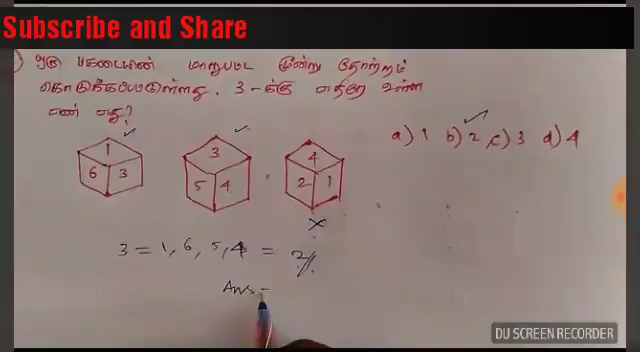 Subscribe and Share
ஒரு பகடையின் மாறுபட்ட மூன்று தோற்றம்
கொடுக்கப்பட்டுள்ளது. 3-க்கு எதிரே உள்ள
எண் எது?
a) 1 b) 2 c) 3 d) 4
1 6 3
3 5 4
4 2 1
3 = 1, 6, 5, 4 = 2//.
Ans -
DU SCREEN RECORDER